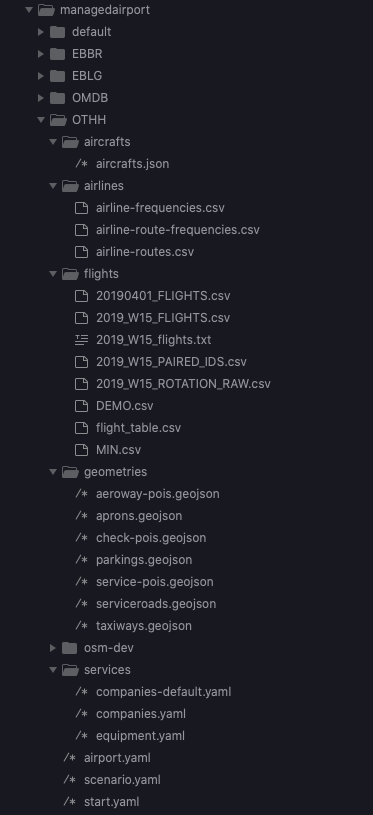 managedairport
default
EBBR
EBLG
OMDB
OTHH
aircrafts
/* aircrafts.json
airlines
airline-frequencies.csv
airline-route-frequencies.csv
airline-routes.csv
flights
20190401_FLIGHTS.csv
2019_W15_FLIGHTS.csv
2019_W15_flights.txt
2019_W15_PAIRED_IDS.csv
2019_W15_ROTATION_RAW.csv
DEMO.csv
flight_table.csv
MIN.csv
geometries
/* aeroway-pois.geojson
/* aprons.geojson
/* check-pois.geojson
/* parkings.geojson
/* service-pois.geojson
/* serviceroads.geojson
/* taxiways.geojson
osm-dev
services
/* companies-default.yaml
/* companies.yaml
/* equipment.yaml
/* airport.yaml
/* scenario.yaml
/* start.yaml